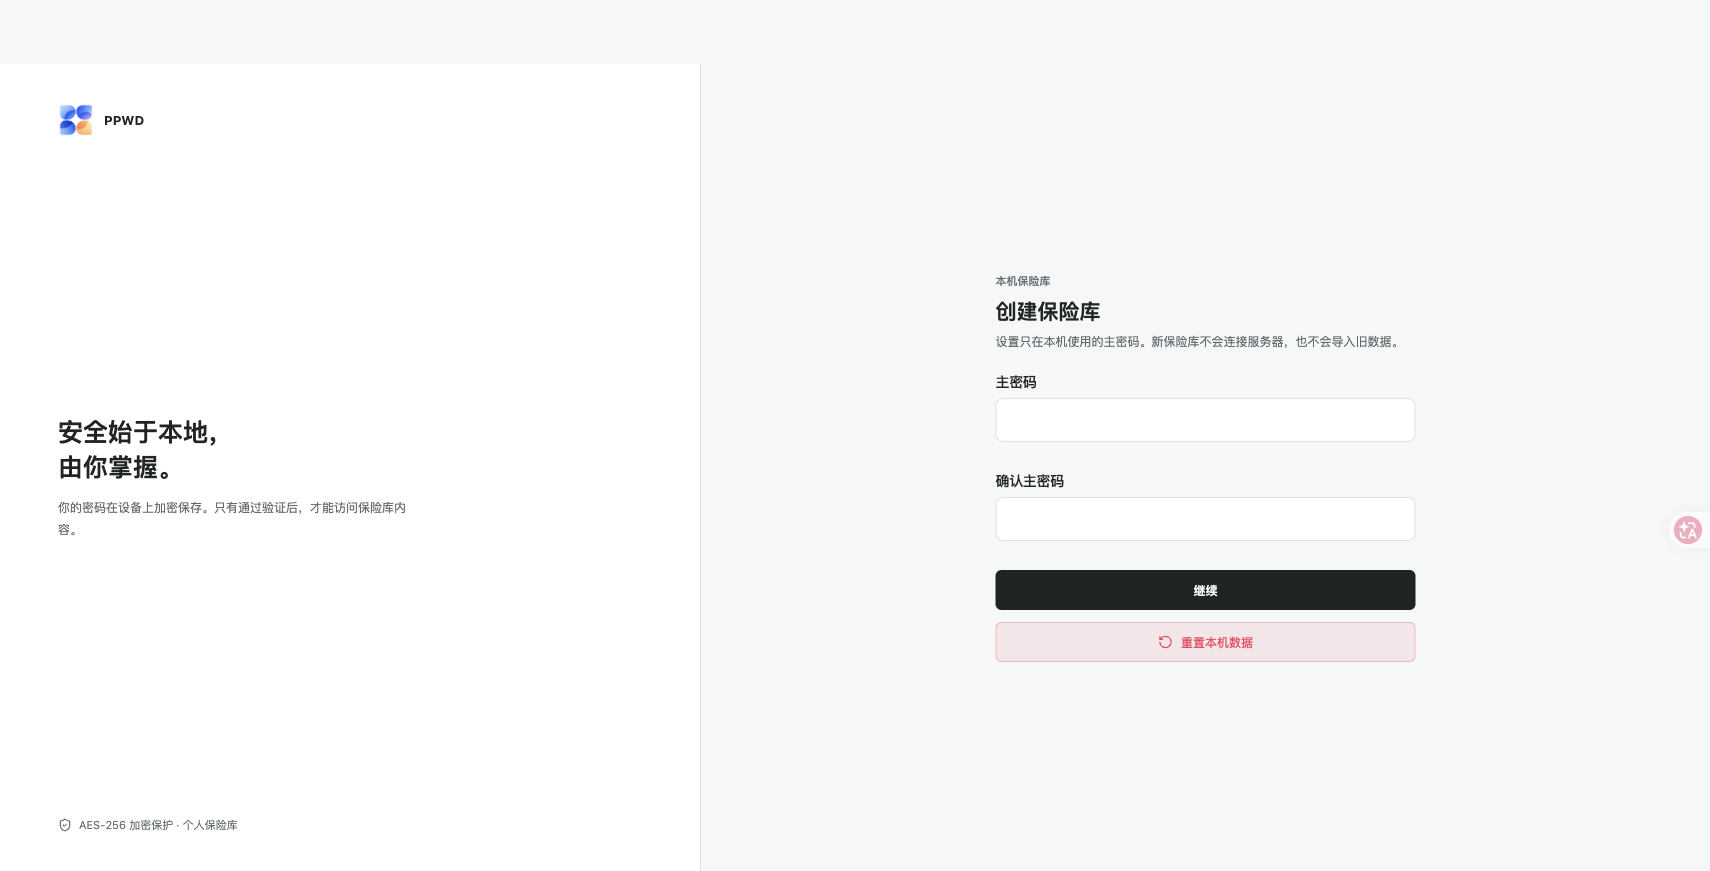 PPWD
安全始于本地，
由你掌握。
你的密码在设备上加密保存。只有通过验证后，才能访问保险库内
容。
AES-256 加密保护 · 个人保险库
本机保险库
创建保险库
设置只在本机使用的主密码。新保险库不会连接服务器，也不会导入旧数据。
主密码
确认主密码
继续
重置本机数据